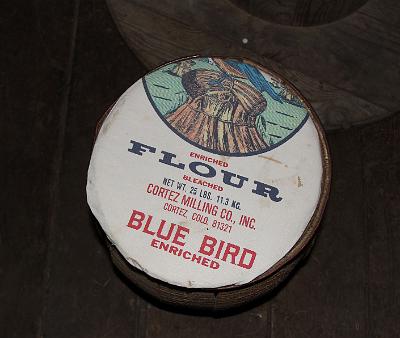 ENRICHED
FLOUR
BLEACHED
NET WT. 25 LBS. 11.3 KG.
CORTEZ MILLING CO., INC.
CORTEZ, COLO. 81321
BLUE BIRD
ENRICHED